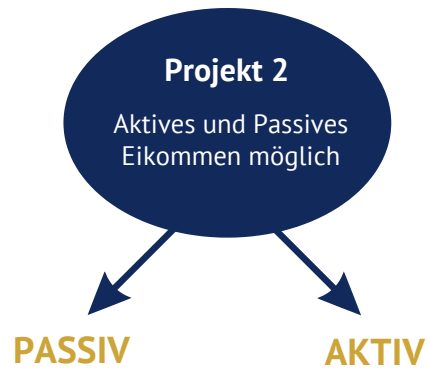 Projekt 2
Aktives und Passives
Eikommen möglich
PASSIV
AKTIV